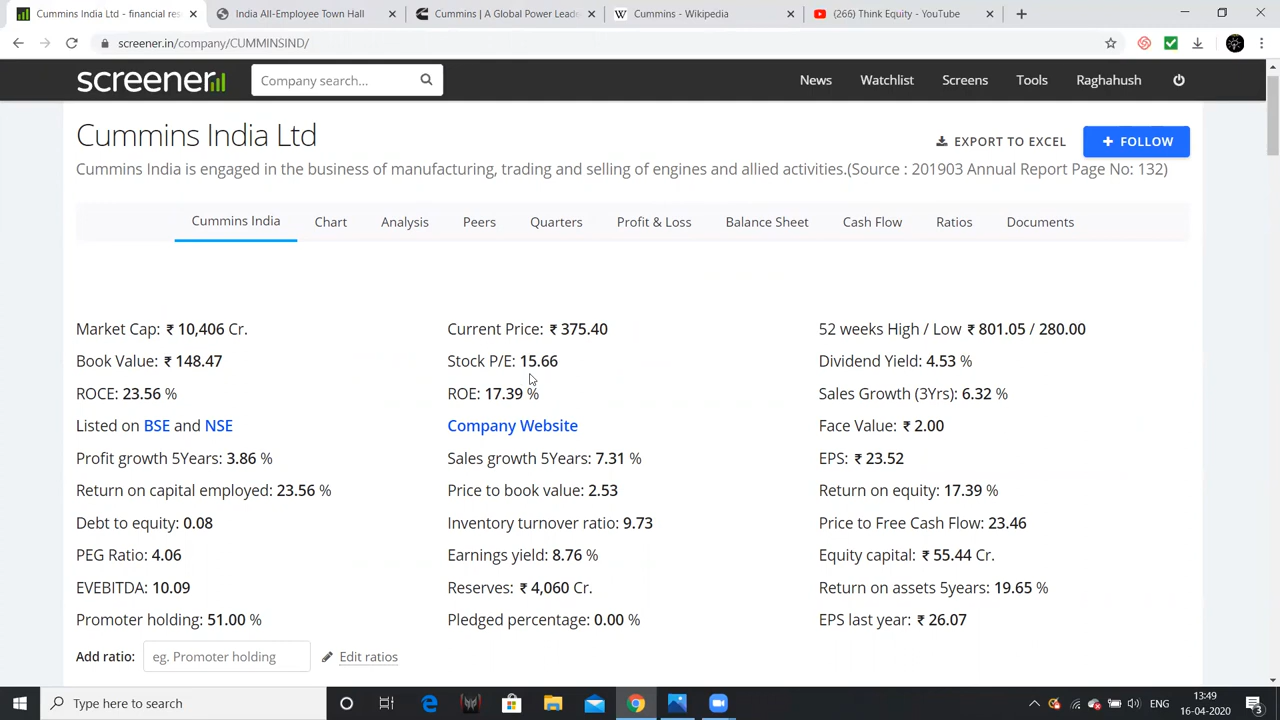 Cummins India Ltd - financial res
India All-Employee Town Hall
Cummins | A Global Power Leade
Cummins - Wikipedia
(266) Think Equity - YouTube
screener.in/company/CUMMINSIND/
screener
Company search...
News
Watchlist
Screens
Tools
Raghahush
Cummins India Ltd
EXPORT TO EXCEL
FOLLOW
Cummins India is engaged in the business of manufacturing, trading and selling of engines and allied activities.(Source : 201903 Annual Report Page No: 132)
Cummins India
Chart
Analysis
Peers
Quarters
Profit & Loss
Balance Sheet
Cash Flow
Ratios
Documents
Market Cap: ₹ 10,406 Cr.
Current Price: ₹ 375.40
52 weeks High / Low ₹ 801.05 / 280.00
Book Value: ₹ 148.47
Stock P/E: 15.66
Dividend Yield: 4.53 %
ROCE: 23.56 %
ROE: 17.39 %
Sales Growth (3Yrs): 6.32 %
Listed on BSE and NSE
Company Website
Face Value: ₹ 2.00
Profit growth 5Years: 3.86 %
Sales growth 5Years: 7.31 %
EPS: ₹ 23.52
Return on capital employed: 23.56 %
Price to book value: 2.53
Return on equity: 17.39 %
Debt to equity: 0.08
Inventory turnover ratio: 9.73
Price to Free Cash Flow: 23.46
PEG Ratio: 4.06
Earnings yield: 8.76 %
Equity capital: ₹ 55.44 Cr.
EVEBITDA: 10.09
Reserves: ₹ 4,060 Cr.
Return on assets 5years: 19.65 %
Promoter holding: 51.00 %
Pledged percentage: 0.00 %
EPS last year: ₹ 26.07
Add ratio:
eg. Promoter holding
Edit ratios
Type here to search
ENG
13:49
16-04-2020
3